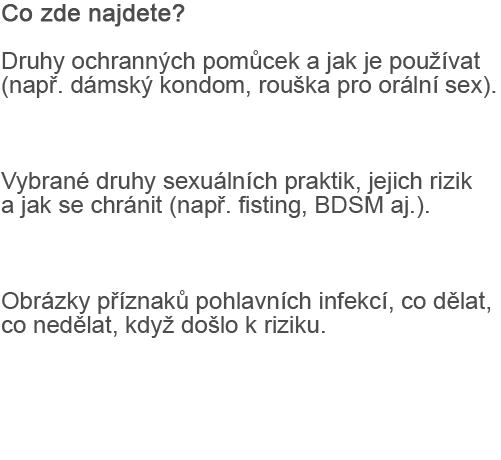 Co zde najdete?
Druhy ochranných pomůcek a jak je používat
(např. dámský kondom, rouška pro orální sex).
Vybrané druhy sexuálních praktik, jejich rizik
a jak se chránit (např. fisting, BDSM aj.).
Obrázky příznaků pohlavních infekcí, co dělat,
co nedělat, když došlo k riziku.